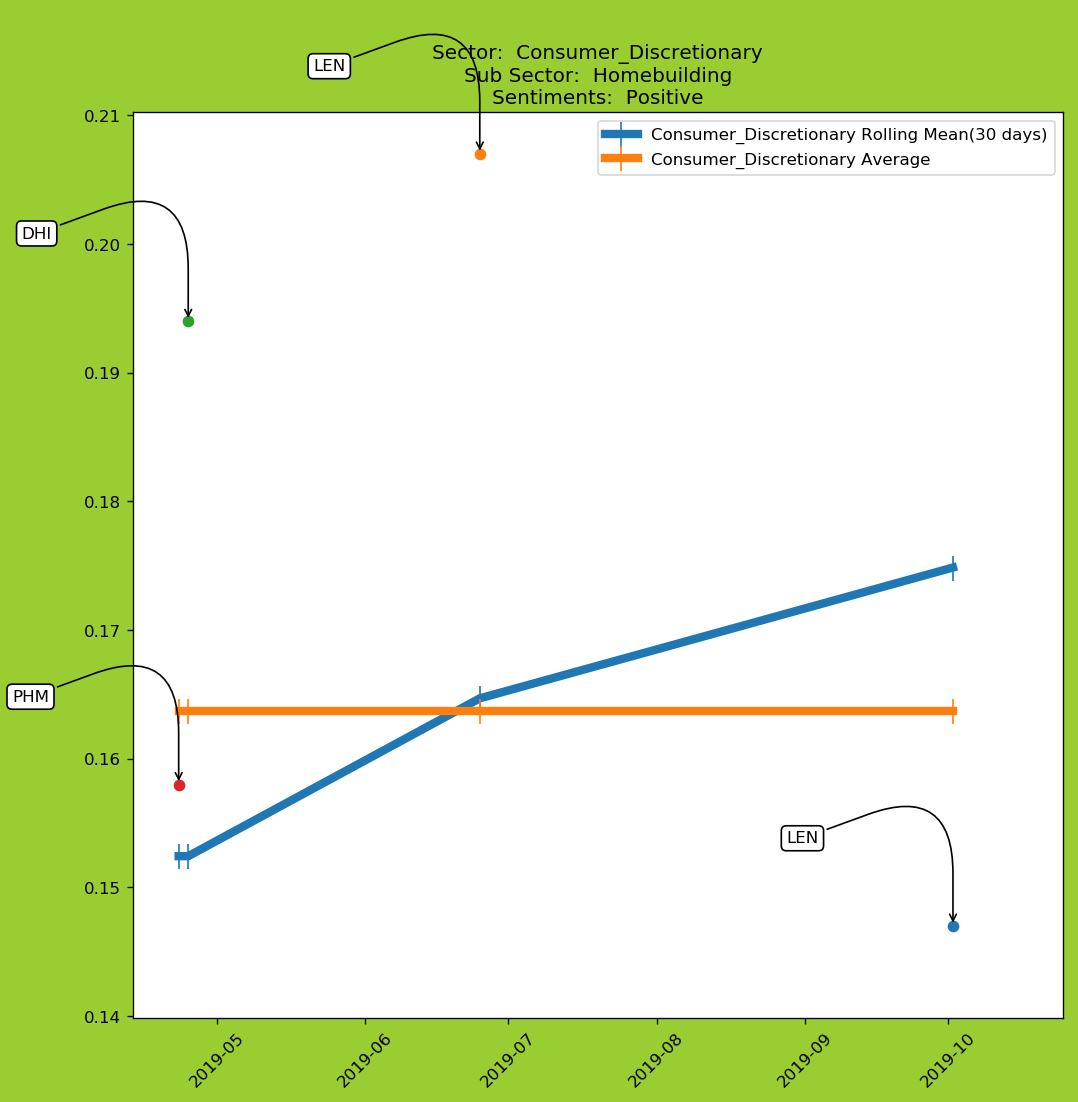 LEN
Sector:  Consumer_Discretionary
Sub Sector:  Homebuilding
Sentiments:  Positive
0.21
Consumer_Discretionary Rolling Mean(30 days)
Consumer_Discretionary Average
DHI
0.20
0.19
0.18
0.17
PHM
0.16
LEN
0.15
0.14
2019-05
2019-06
2019-07
2019-08
2019-09
2019-10